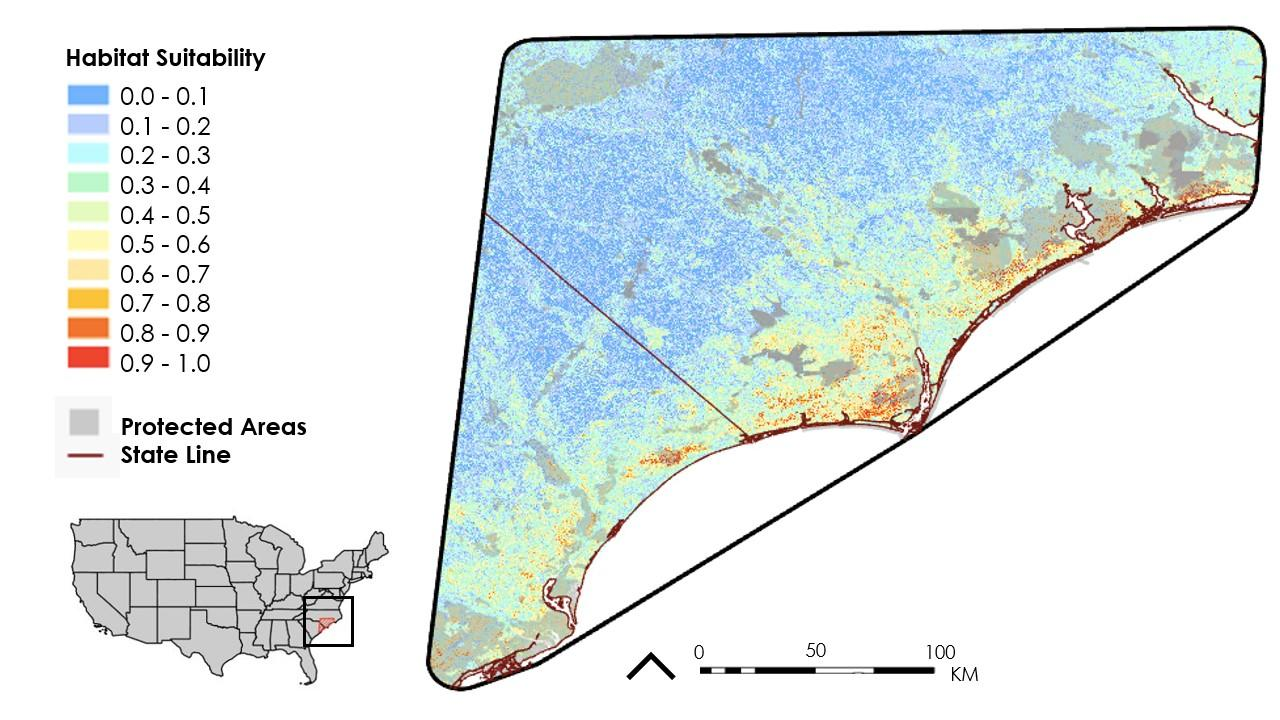 Habitat Suitability
0.0 - 0.1
0.1 - 0.2
0.2 - 0.3
0.3 - 0.4
0.4 - 0.5
0.5 - 0.6
0.6 - 0.7
0.7 - 0.8
0.8 - 0.9
0.9 - 1.0
Protected Areas
State Line
0 50 100
KM